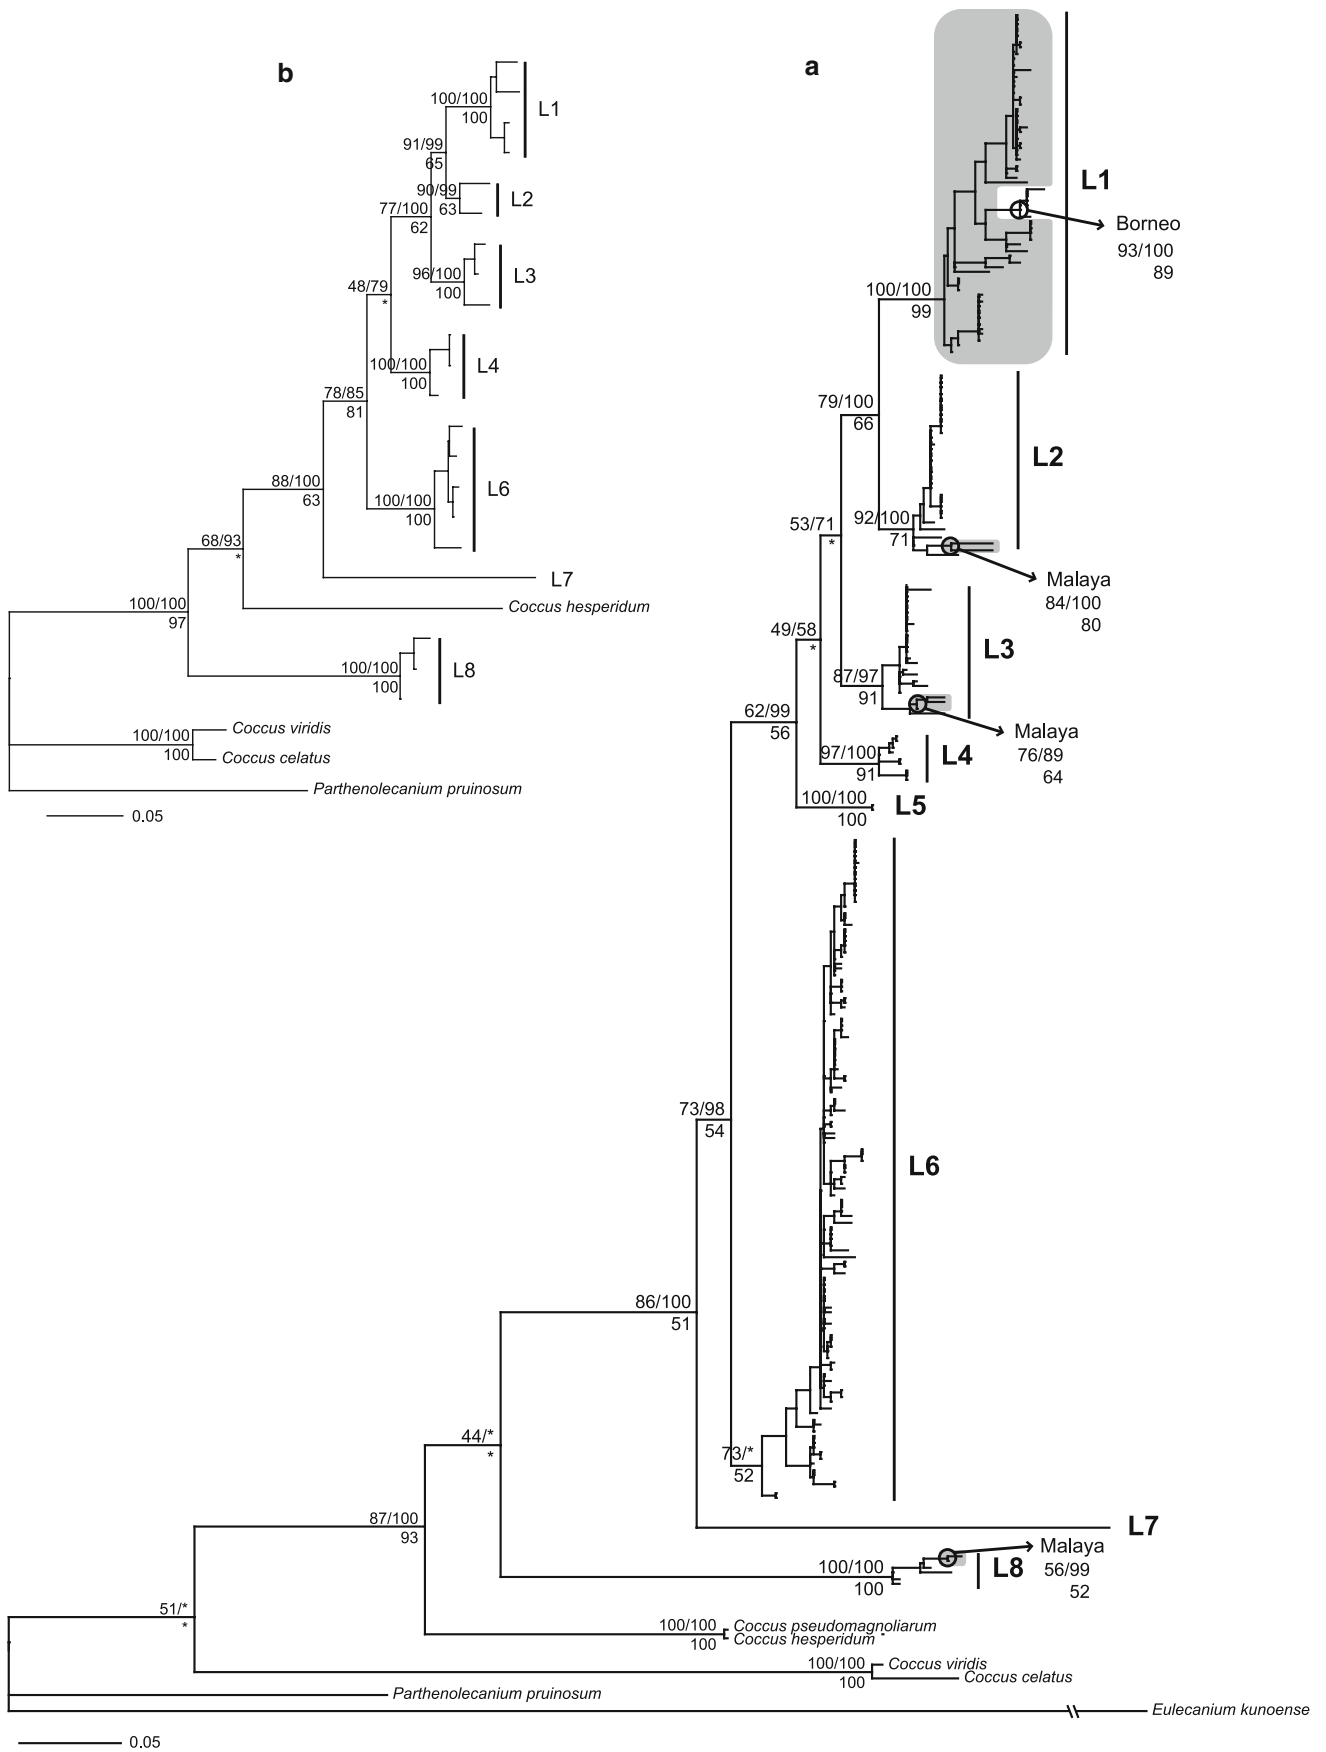 b
100/100
100
L1
91/99
65
90/99
63
L2
77/100
62
96/100
100
L3
48/79
*
100/100
100
L4
78/85
81
100/100
100
L6
88/100
63
L7
68/93
*
Coccus hesperidum
100/100
97
100/100
100
L8
100/100
100
Coccus viridis
Coccus celatus
Parthenolecanium pruinosum
0.05
a
L1
Borneo
93/100
89
100/100
99
79/100
66
L2
92/100
71
Malaya
84/100
80
53/71
*
L3
87/97
91
Malaya
76/89
64
49/58
*
97/100
91
L4
62/99
56
100/100
100
L5
73/98
54
L6
73/*
52
86/100
51
L7
44/*
*
100/100
100
L8
Malaya
56/99
52
87/100
93
100/100
100
Coccus pseudomagnoliarum
Coccus hesperidum
51/*
*
100/100
100
Coccus viridis
Coccus celatus
Parthenolecanium pruinosum
Eulecanium kunoense
0.05